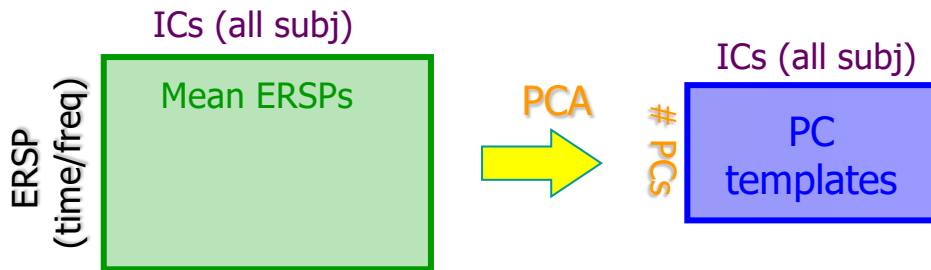 ICs (all subj)
ERSP
(time/freq)
Mean ERSPs
PCA
ICs (all subj)
# PCs
PC
templates